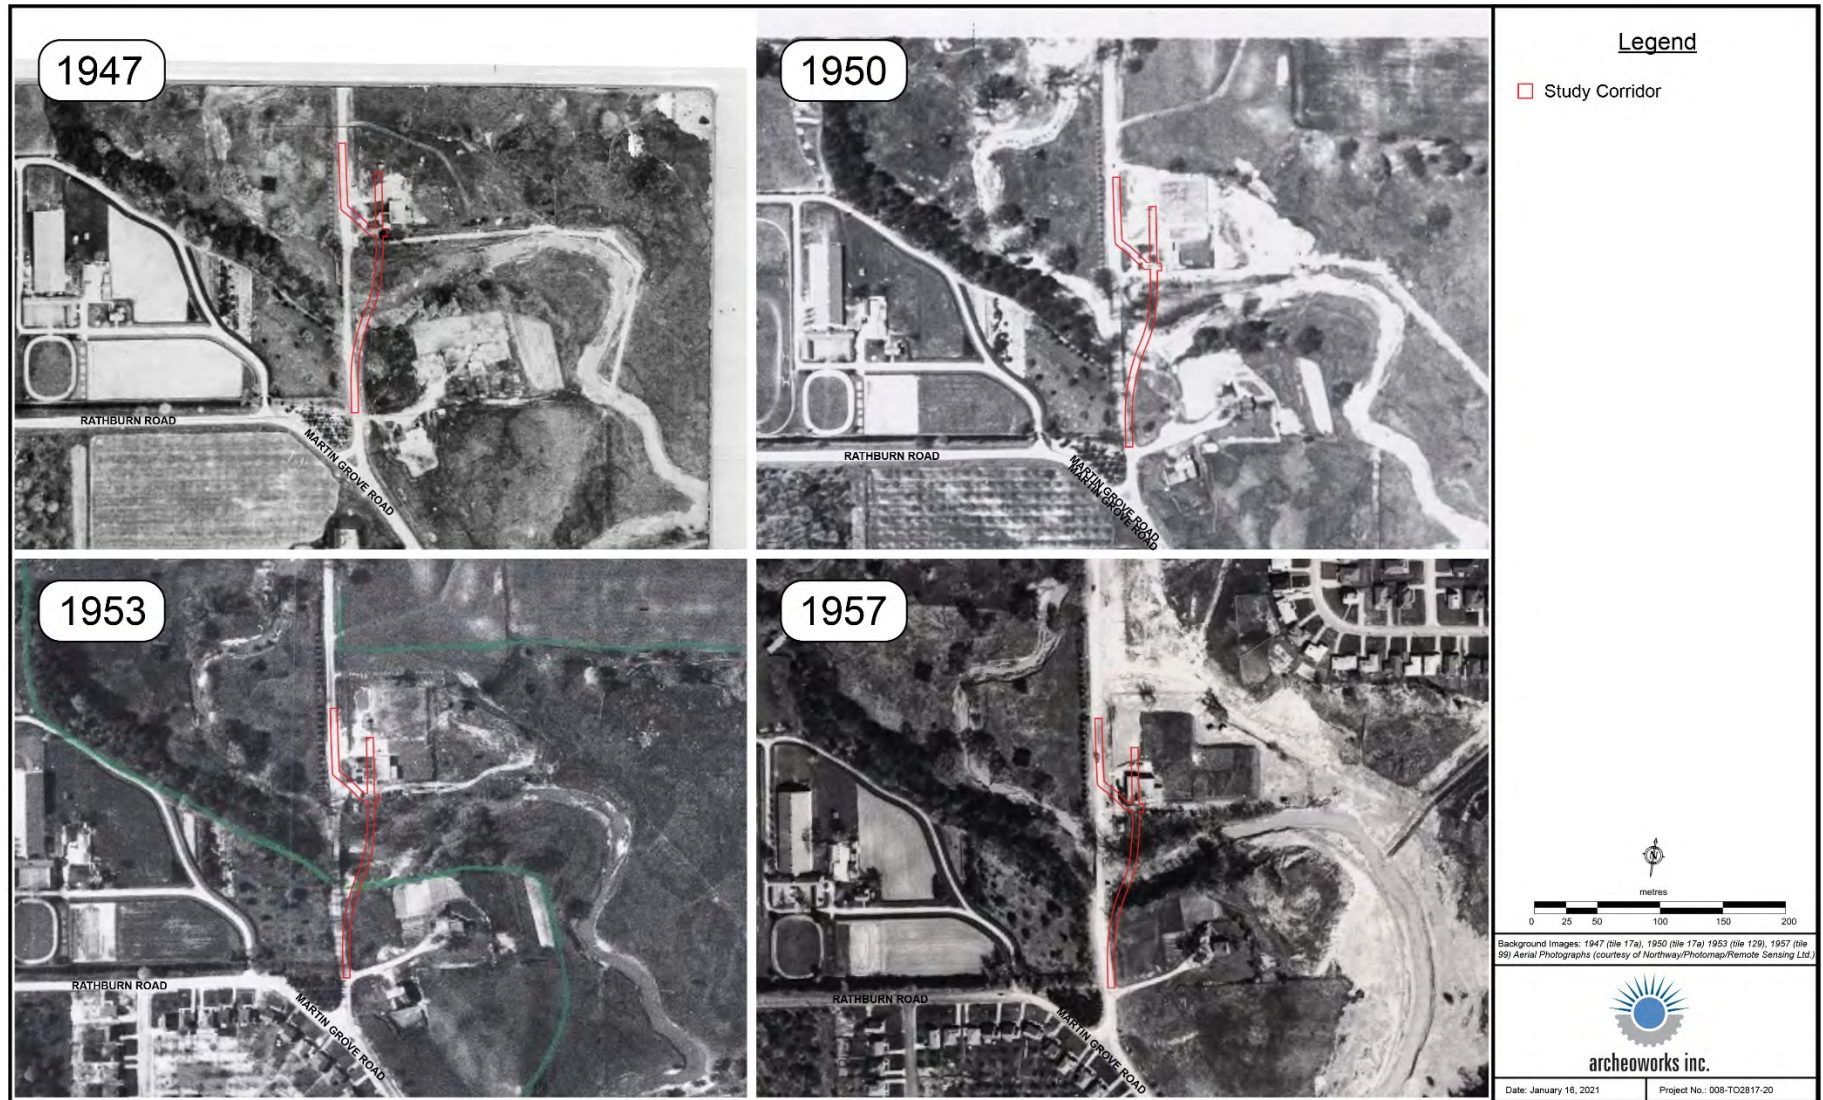 1947
RATHBURN ROAD
MARTIN GROVE ROAD
1950
RATHBURN ROAD
MARTIN GROVE ROAD
MARTIN GROVE ROAD
1953
RATHBURN ROAD
MARTIN GROVE ROAD
1957
RATHBURN ROAD
MARTIN GROVE ROAD
Legend
Study Corridor
N
metres
0 25 50 100 150 200
Background Images: 1947 (tile 17a), 1950 (tile 17a) 1953 (tile 129), 1957 (tile
99) Aerial Photographs (courtesy of Northway/Photomap/Remote Sensing Ltd.)
archeoworks inc.
Date: January 16, 2021
Project No.: 008-TO2817-20